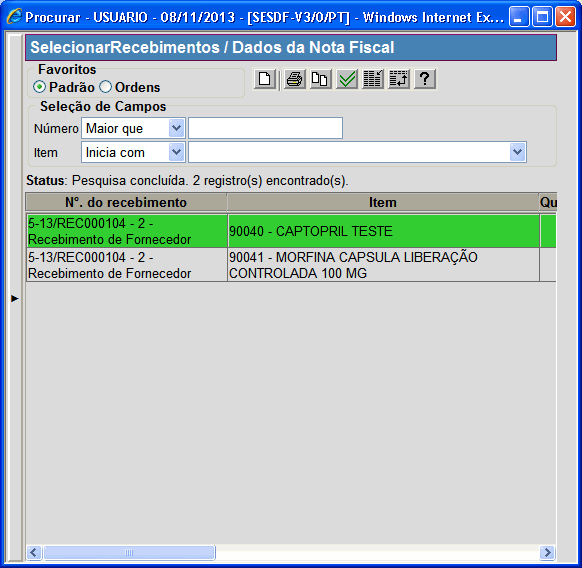 Procurar - USUARIO - 08/11/2013 - [SESDF-V3/O/PT] - Windows Internet Ex...
SelecionarRecebimentos / Dados da Nota Fiscal
Favoritos
Padrão Ordens
?
Seleção de Campos
Número Maior que
Item Inicia com
Status: Pesquisa concluída. 2 registro(s) encontrado(s).
N°. do recebimento Item Qu
5-13/REC000104 - 2 -
Recebimento de Fornecedor
90040 - CAPTOPRIL TESTE
5-13/REC000104 - 2 -
Recebimento de Fornecedor
90041 - MORFINA CAPSULA LIBERAÇÃO
CONTROLADA 100 MG